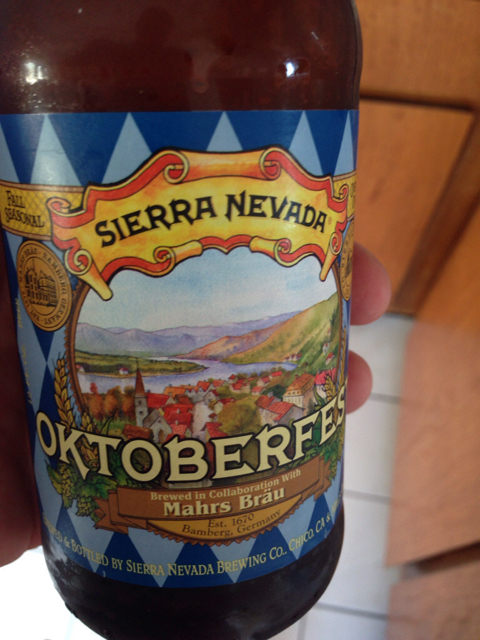 FALL
SEASONAL
SIERRA NEVADA
OKTOBERFES
Brewed in Collaboration With
Mahrs Bräu
Est. 1670
Bamberg, Germany
& BOTTLED BY SIERRA NEVADA BREWING CO., CHICO, CA &